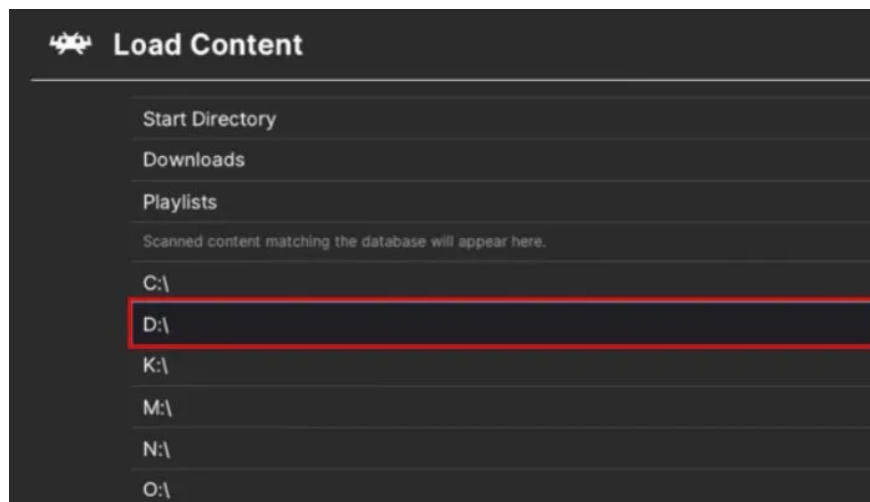 Load Content
Start Directory
Downloads
Playlists
Scanned content matching the database will appear here.
C:\
D:\
K:\
M:\
N:\
O:\